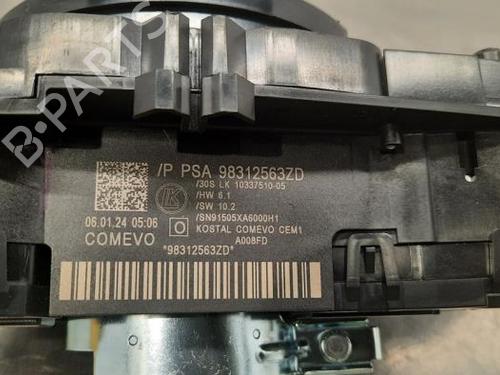 /P PSA 98312563ZD
/30S LK 10337510-05
/HW 6.1
/SW 10.2
/SN91505XA6000H1
06.01.24 05:06
KOSTAL COMEVO CEM1
COMEVO
A008FD
*98312563ZD*
B-PARTS